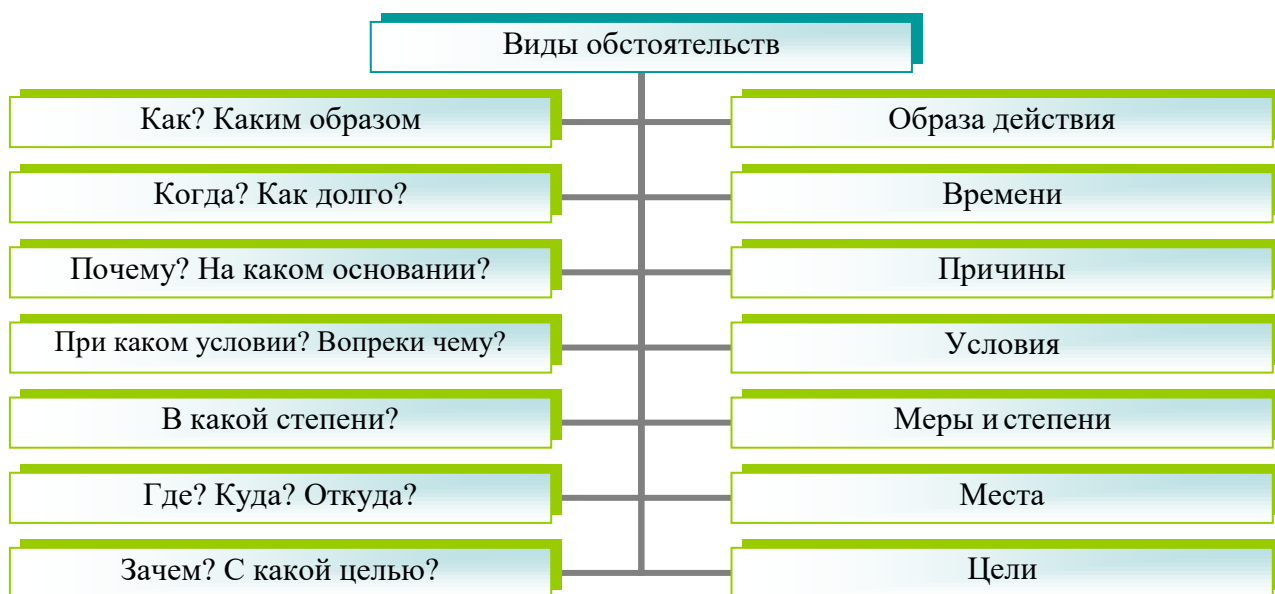 Виды обстоятельств
Как? Каким образом
Образа действия
Когда? Как долго?
Времени
Почему? На каком основании?
Причины
При каком условии? Вопреки чему?
Условия
В какой степени?
Меры и степени
Где? Куда? Откуда?
Места
Зачем? С какой целью?
Цели